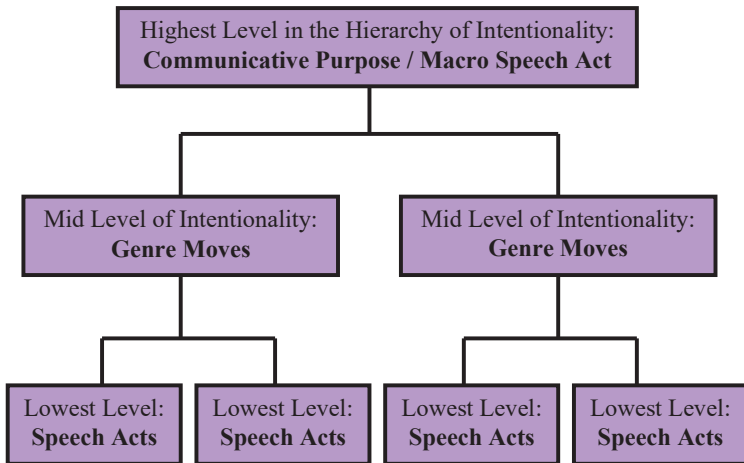 Highest Level in the Hierarchy of Intentionality:
Communicative Purpose / Macro Speech Act
Mid Level of Intentionality:
Genre Moves
Mid Level of Intentionality:
Genre Moves
Lowest Level:
Speech Acts
Lowest Level:
Speech Acts
Lowest Level:
Speech Acts
Lowest Level:
Speech Acts